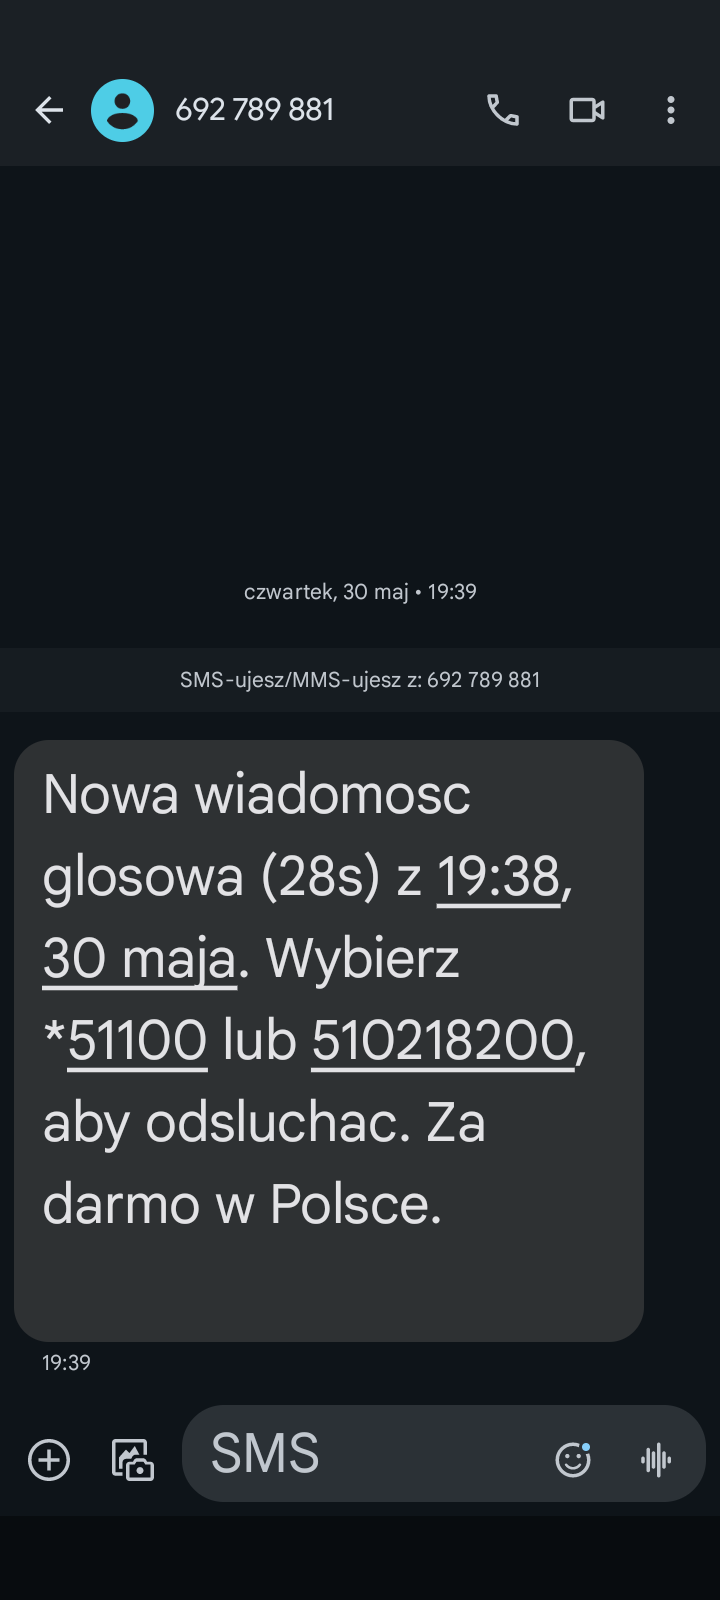 692 789 881
czwartek, 30 maj • 19:39
SMS-ujesz/MMS-ujesz z: 692 789 881
Nowa wiadomosc
glosowa (28s) z 19:38,
30 maja. Wybierz
*51100 lub 510218200,
aby odsluchac. Za
darmo w Polsce.
19:39
SMS